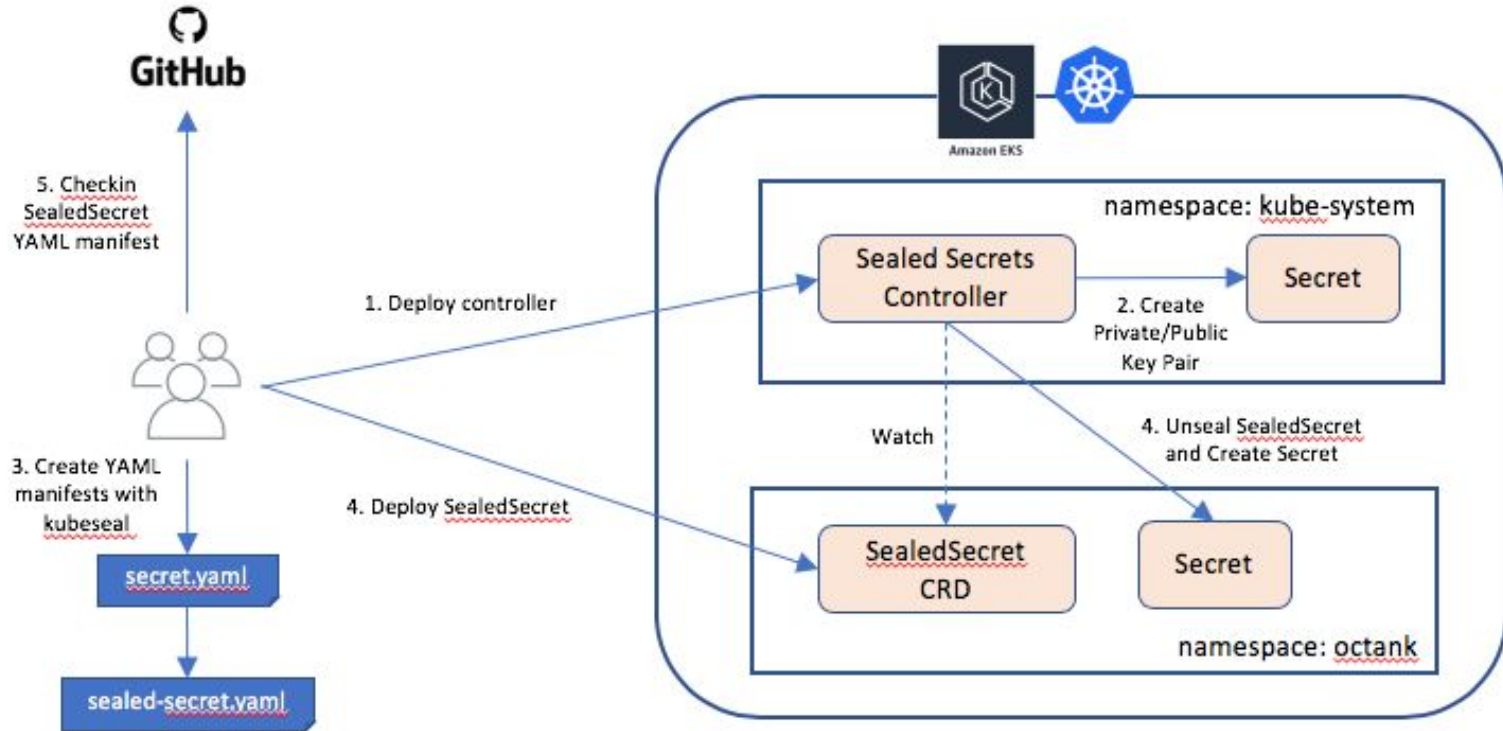 GitHub
5. Checkin
SealedSecret
YAML manifest
Amazon EKS
namespace: kube-system
Sealed Secrets
Controller
Secret
1. Deploy controller
2. Create
Private/Public
Key Pair
Watch
4. Unseal SealedSecret
and Create Secret
3. Create YAML
manifests with
kubeseal
4. Deploy SealedSecret
secret.yaml
SealedSecret
CRD
Secret
namespace: octank
sealed-secret.yaml